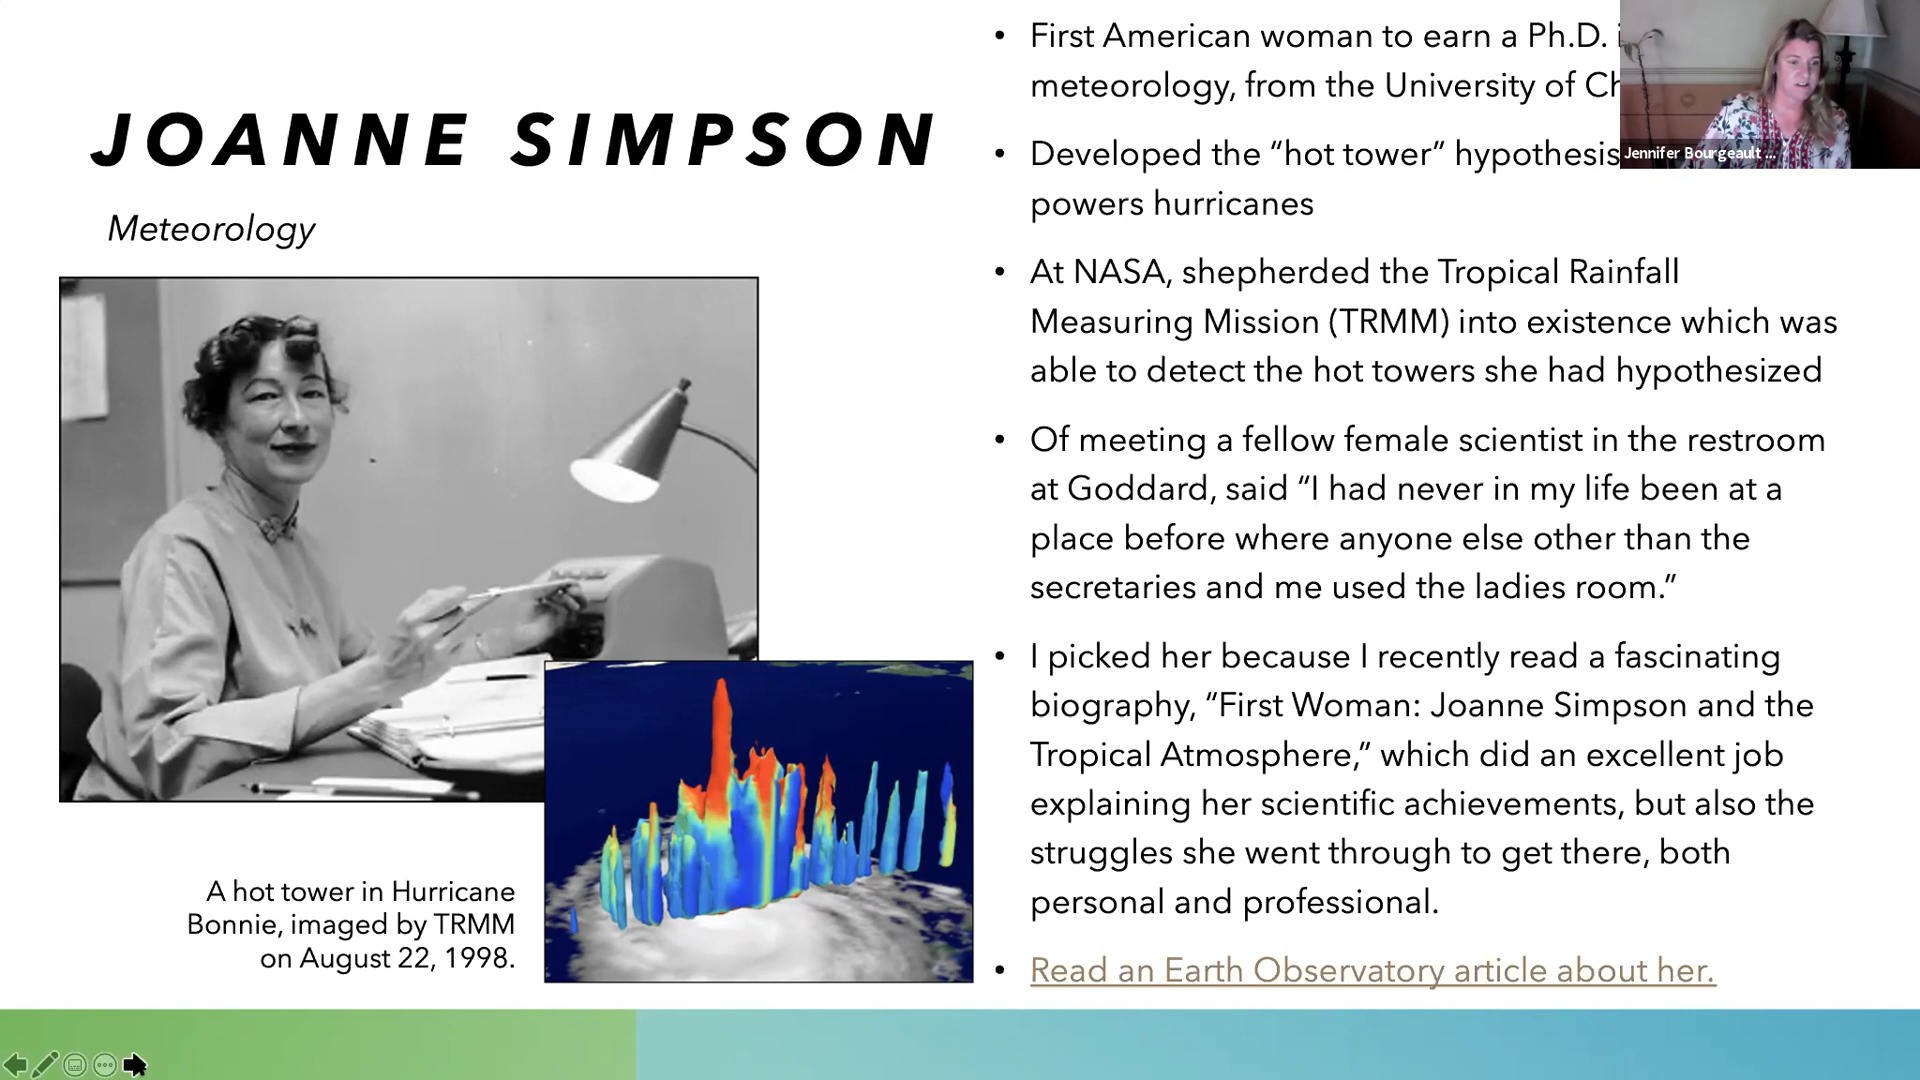 JOANNE SIMPSON
Meteorology
A hot tower in Hurricane
Bonnie, imaged by TRMM
on August 22, 1998.
• First American woman to earn a Ph.D.
meteorology, from the University of
• Developed the “hot tower” hypothesis
powers hurricanes
• At NASA, shepherded the Tropical Rainfall
Measuring Mission (TRMM) into existence which was
able to detect the hot towers she had hypothesized
• Of meeting a fellow female scientist in the restroom
at Goddard, said “I had never in my life been at a
place before where anyone else other than the
secretaries and me used the ladies room.”
• I picked her because I recently read a fascinating
biography, “First Woman: Joanne Simpson and the
Tropical Atmosphere,” which did an excellent job
explaining her scientific achievements, but also the
struggles she went through to get there, both
personal and professional.
• Read an Earth Observatory article about her.
Jennifer Bourgeault ...